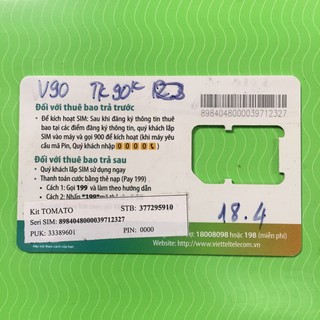 V90 TK 90K
Đối với thuê bao trả trước
Để kích hoạt SIM: Sau khi đăng ký thông tin thuê
bao tại các điểm đăng ký thông tin, quý khách lắp
SIM vào máy và gọi 900 để kích hoạt (khi máy yêu
cầu mã Pin, Quý khách nhập 0000)
8984048000039712327
Đối với thuê bao trả sau
• Quý khách lắp SIM sử dụng ngay
• Thanh toán cước bằng thẻ nạp (Pay 199)
• Cách 1: Gọi 199 và làm theo hướng dẫn
Cách 2: Nhấn *199*
18.4
Kit TOMATO STB: 377295910
Seri SIM: 8984048000039712327
PUK: 33389601 PIN: 0000
18008098 hoặc 198 (miễn phí)
Website: http://www.vietteltelecom.vn